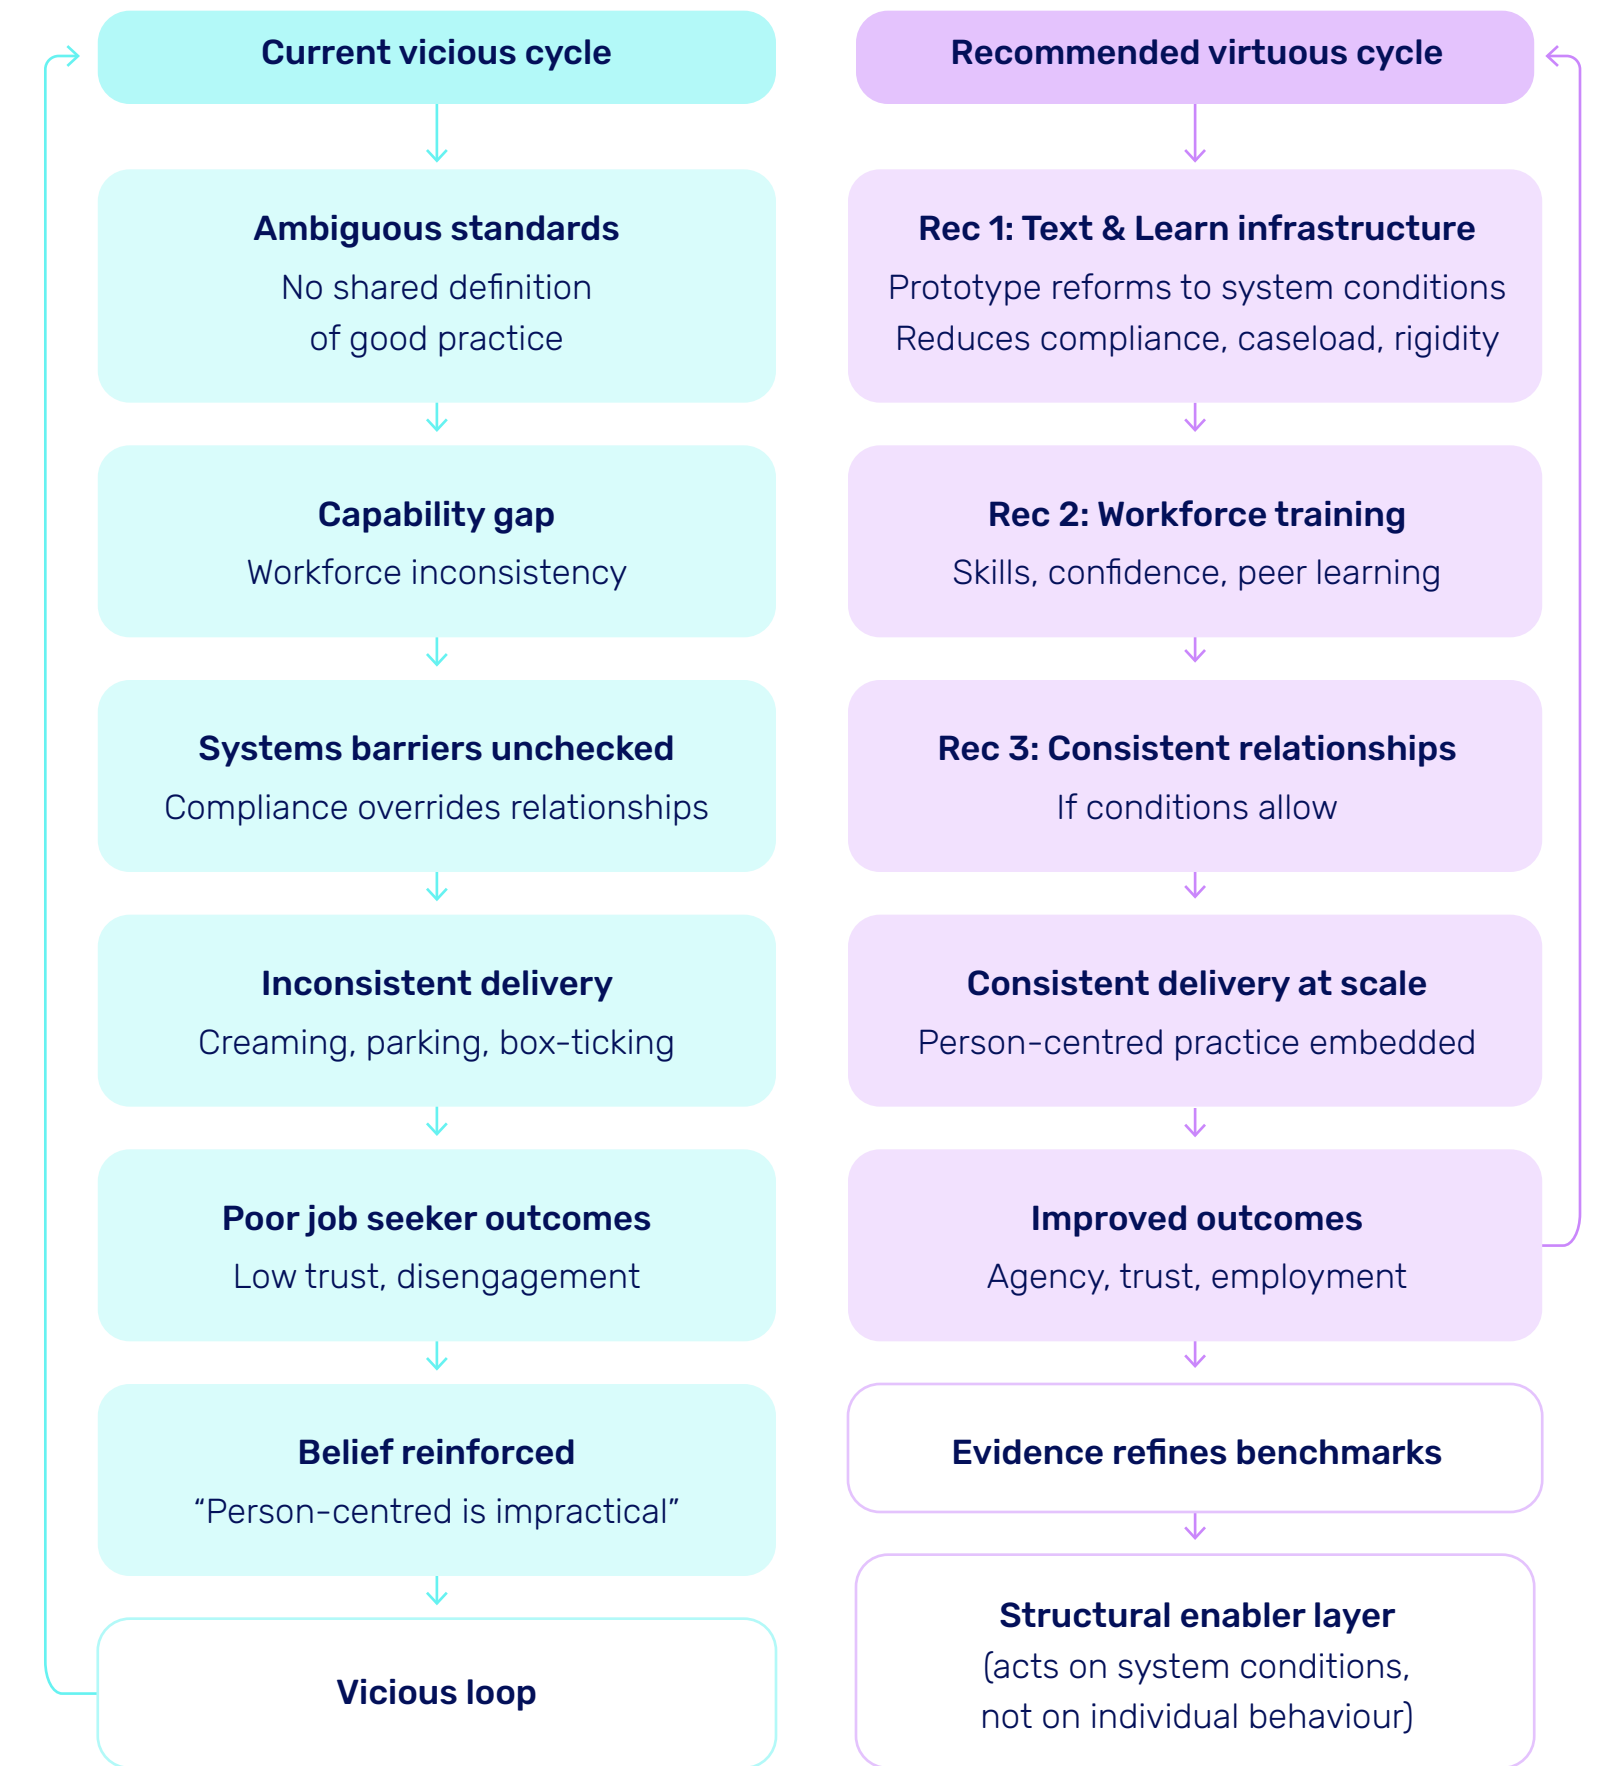 Current vicious cycle
Ambiguous standards
No shared definition
of good practice
Capability gap
Workforce inconsistency
Systems barriers unchecked
Compliance overrides relationships
Inconsistent delivery
Creaming, parking, box-ticking
Poor job seeker outcomes
Low trust, disengagement
Belief reinforced
“Person-centred is impractical”
Vicious loop
Recommended virtuous cycle
Rec 1: Text & Learn infrastructure
Prototype reforms to system conditions
Reduces compliance, caseload, rigidity
Rec 2: Workforce training
Skills, confidence, peer learning
Rec 3: Consistent relationships
If conditions allow
Consistent delivery at scale
Person-centred practice embedded
Improved outcomes
Agency, trust, employment
Evidence refines benchmarks
Structural enabler layer
(acts on system conditions,
not on individual behaviour)